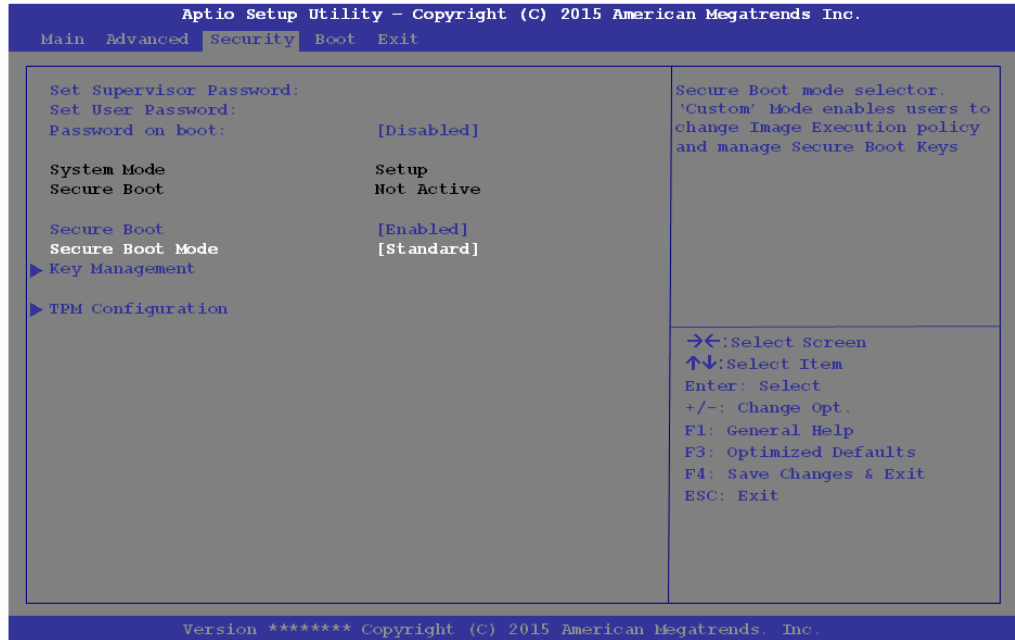 Aptio Setup Utility – Copyright (C) 2015 American Megatrends Inc.
Main Advanced Security Boot Exit
Set Supervisor Password:
Set User Password:
Password on boot: [Disabled]
System Mode Setup
Secure Boot Not Active
Secure Boot [Enabled]
Secure Boot Mode [Standard]
▶ Key Management
▶ TPM Configuration
Secure Boot mode selector.
'Custom' Mode enables users to
change Image Execution policy
and manage Secure Boot Keys
→←:Select Screen
↑↓:Select Item
Enter: Select
+/-: Change Opt.
F1: General Help
F3: Optimized Defaults
F4: Save Changes & Exit
ESC: Exit
Version ******** Copyright (C) 2015 American Megatrends. Inc.